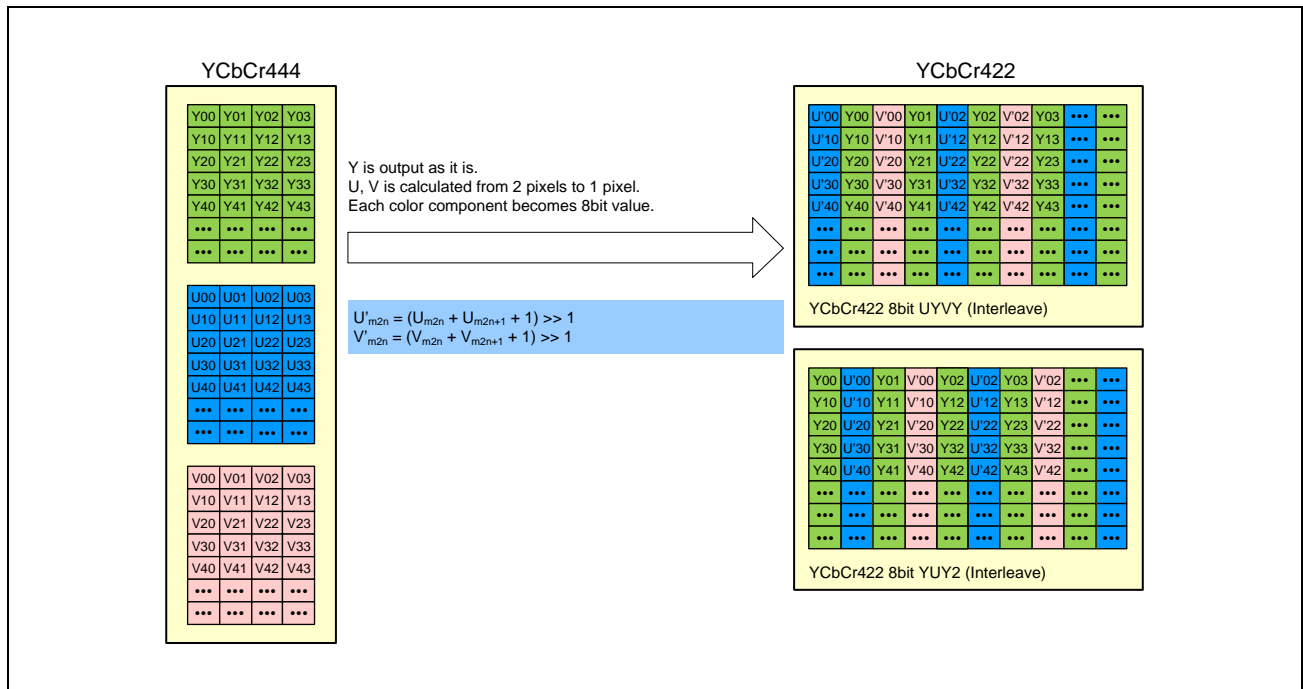 YCbCr444
Y00 Y01 Y02 Y03
Y10 Y11 Y12 Y13
Y20 Y21 Y22 Y23
Y30 Y31 Y32 Y33
Y40 Y41 Y42 Y43
••• ••• ••• •••
••• ••• ••• •••
U00 U01 U02 U03
U10 U11 U12 U13
U20 U21 U22 U23
U30 U31 U32 U33
U40 U41 U42 U43
••• ••• ••• •••
••• ••• ••• •••
V00 V01 V02 V03
V10 V11 V12 V13
V20 V21 V22 V23
V30 V31 V32 V33
V40 V41 V42 V43
••• ••• ••• •••
••• ••• ••• •••
Y is output as it is.
U, V is calculated from 2 pixels to 1 pixel.
Each color component becomes 8bit value.
U'm2n = (Um2n + Um2n+1 + 1) >> 1
V'm2n = (Vm2n + Vm2n+1 + 1) >> 1
YCbCr422
U'00 Y00 V'00 Y01 U'02 Y02 V'02 Y03 ••• •••
U'10 Y10 V'10 Y11 U'12 Y12 V'12 Y13 ••• •••
U'20 Y20 V'20 Y21 U'22 Y22 V'22 Y23 ••• •••
U'30 Y30 V'30 Y31 U'32 Y32 V'32 Y33 ••• •••
U'40 Y40 V'40 Y41 U'42 Y42 V'42 Y43 ••• •••
••• ••• ••• ••• ••• ••• ••• ••• ••• •••
••• ••• ••• ••• ••• ••• ••• ••• ••• •••
••• ••• ••• ••• ••• ••• ••• ••• ••• •••
YCbCr422 8bit UYVY (Interleave)
Y00 U'00 Y01 V'00 Y02 U'02 Y03 V'02 ••• •••
Y10 U'10 Y11 V'10 Y12 U'12 Y13 V'12 ••• •••
Y20 U'20 Y21 V'20 Y22 U'22 Y23 V'22 ••• •••
Y30 U'30 Y31 V'30 Y32 U'32 Y33 V'32 ••• •••
Y40 U'40 Y41 V'40 Y42 U'42 Y43 V'42 ••• •••
••• ••• ••• ••• ••• ••• ••• ••• ••• •••
••• ••• ••• ••• ••• ••• ••• ••• ••• •••
••• ••• ••• ••• ••• ••• ••• ••• ••• •••
YCbCr422 8bit YUY2 (Interleave)